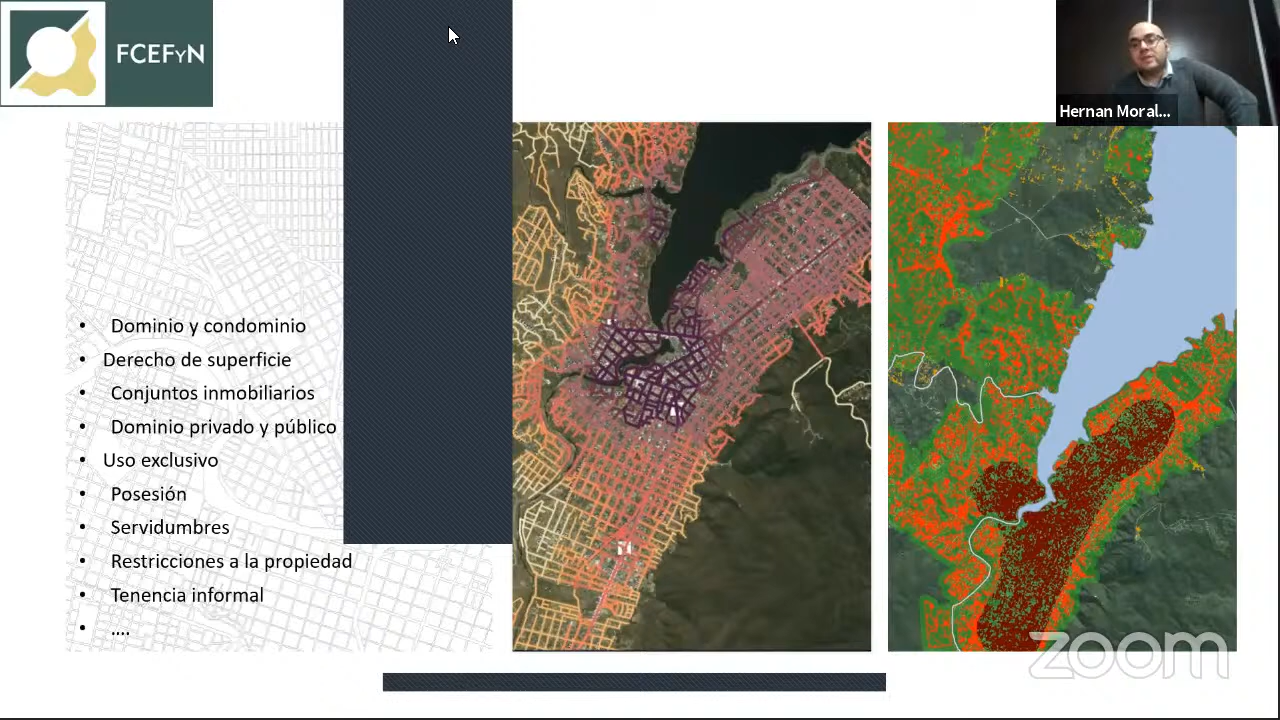 FCEFyN
Hernan Moral...
• Dominio y condominio
• Derecho de superficie
• Conjuntos inmobiliarios
• Dominio privado y público
• Uso exclusivo
• Posesión
• Servidumbres
• Restricciones a la propiedad
• Tenencia informal
• ....
zoom